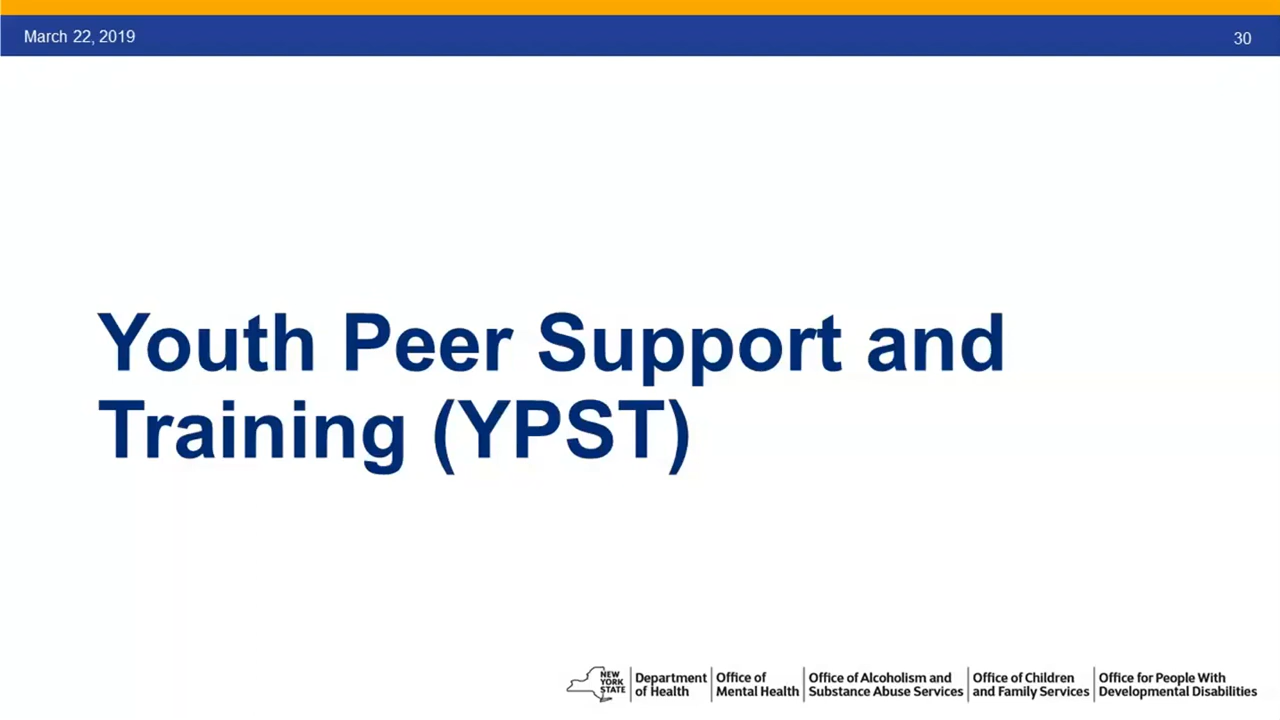 March 22, 2019
30
Youth Peer Support and
Training (YPST)
NEW
YORK
STATE
Department
of Health
Office of
Mental Health
Office of Alcoholism and
Substance Abuse Services
Office of Children
and Family Services
Office for People With
Developmental Disabilities